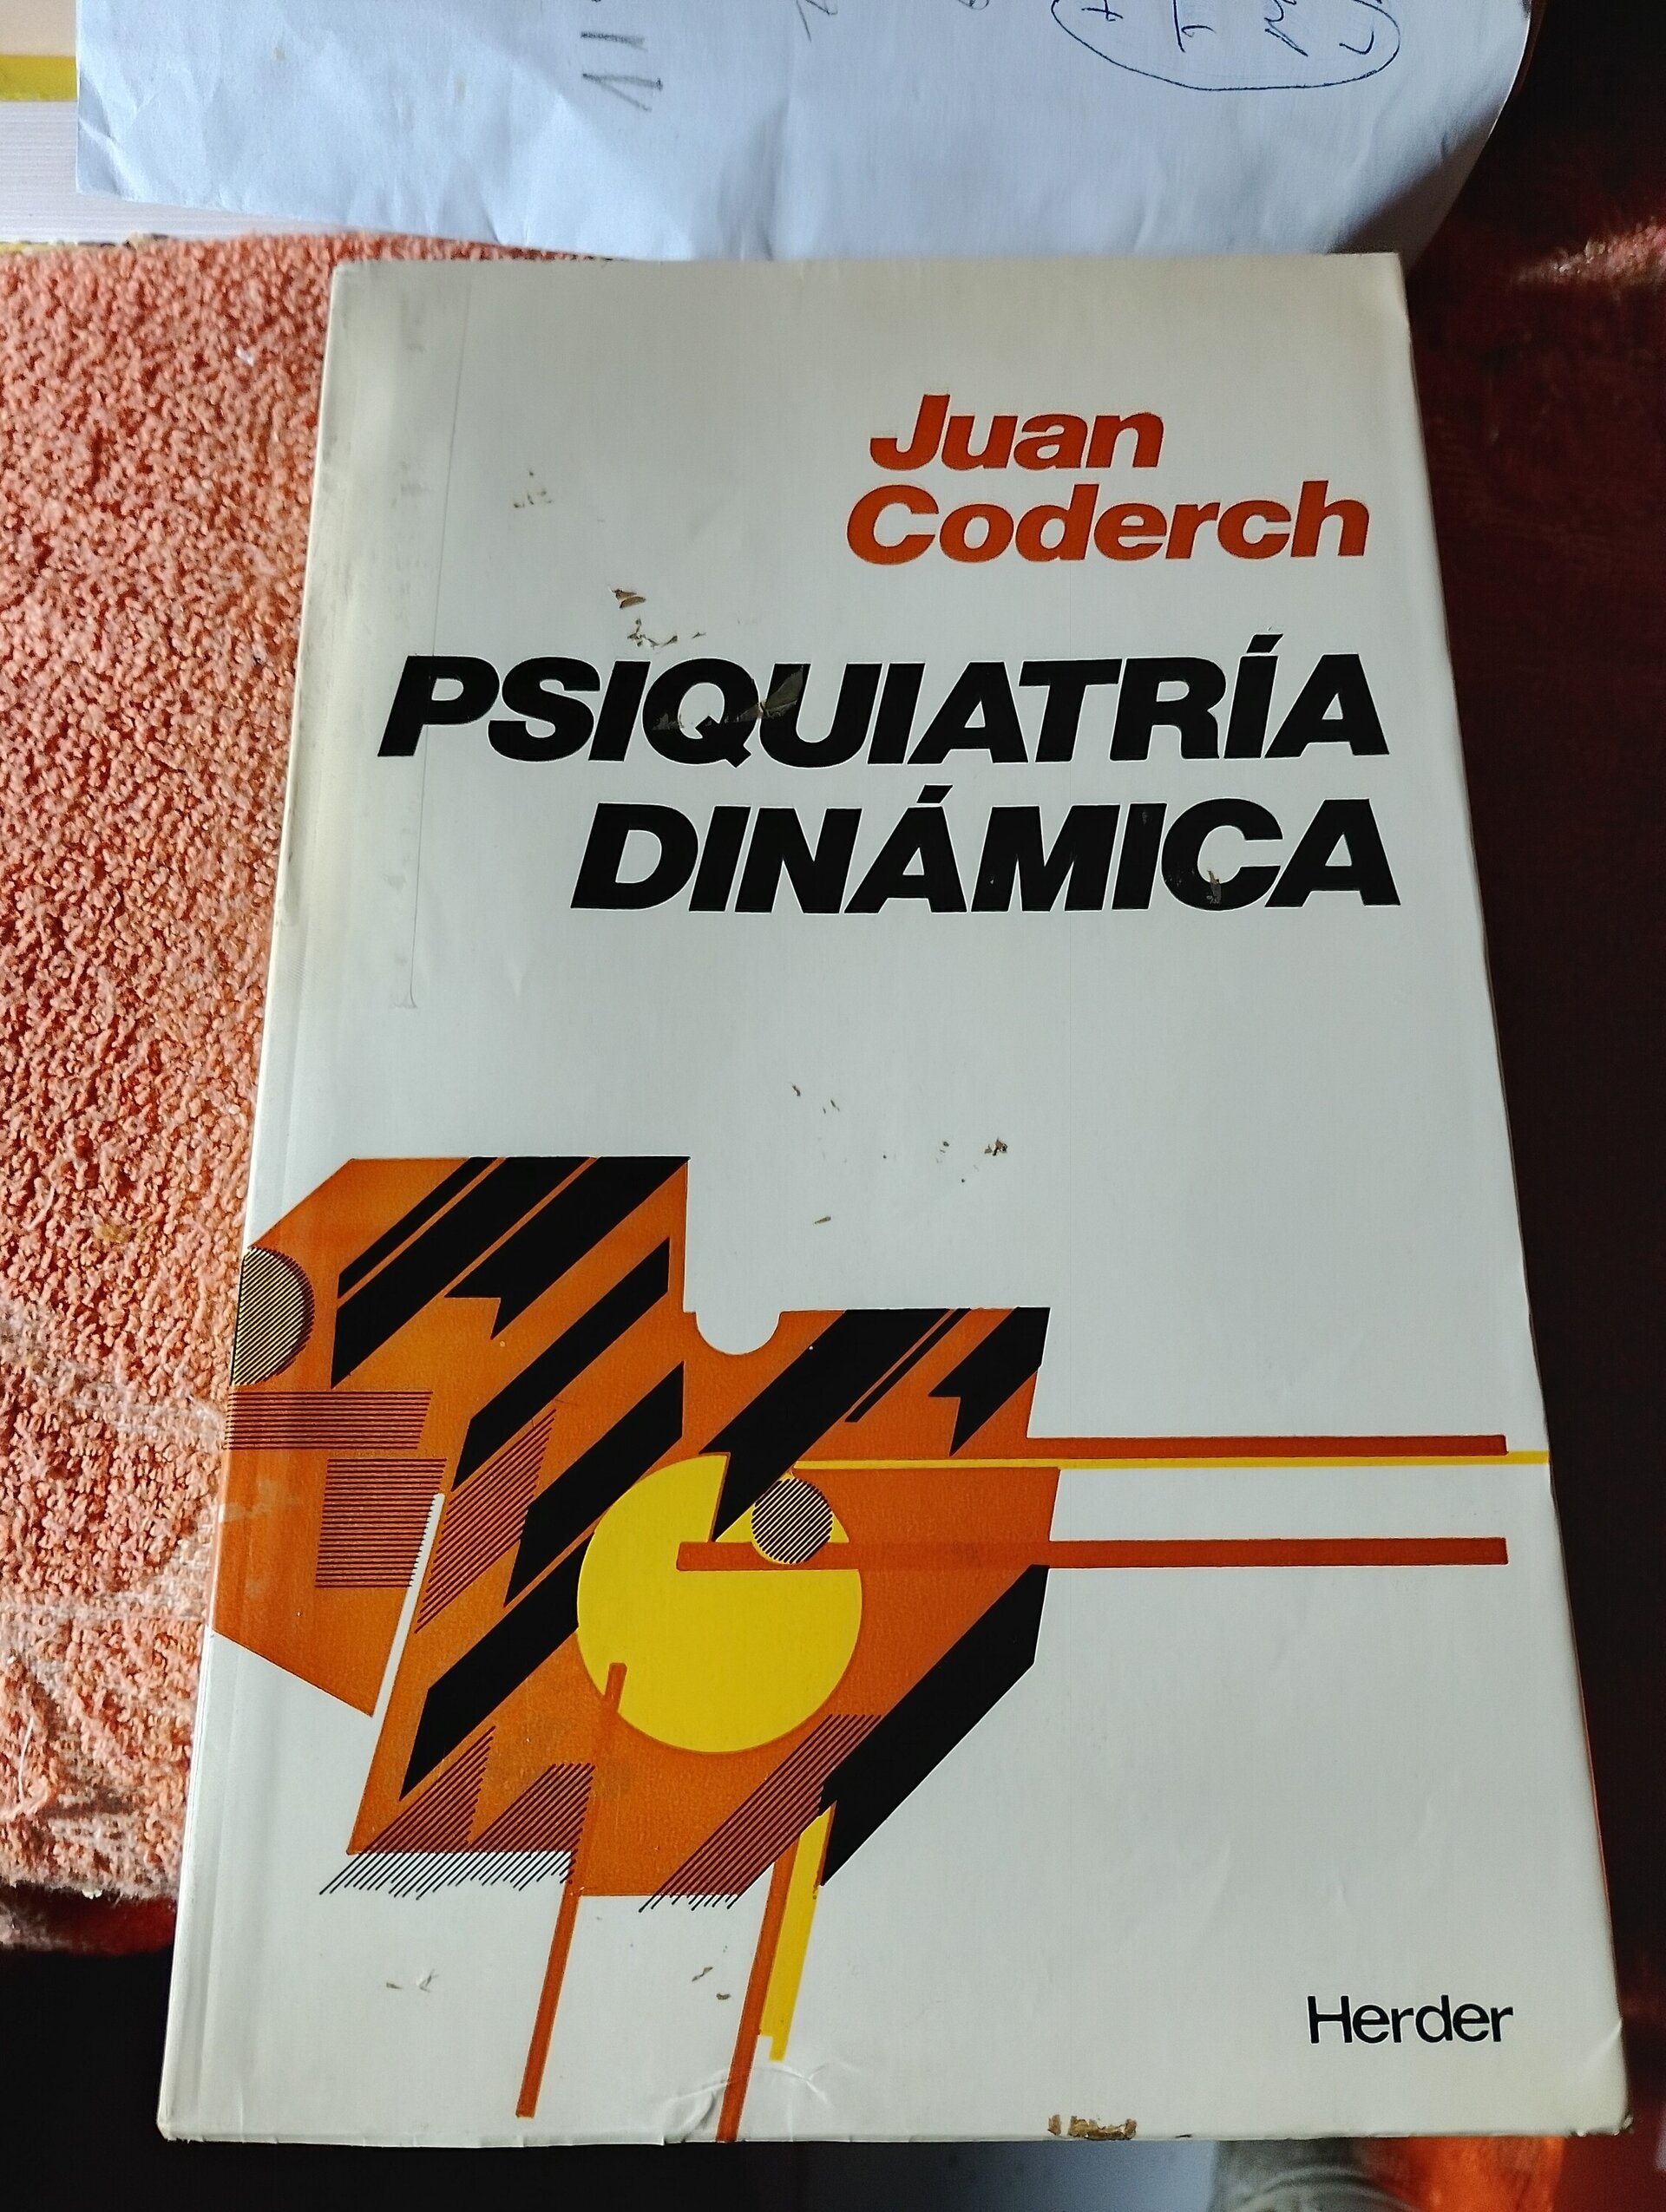 Juan
Coderch
PSIQUIATRÍA
DINÁMICA
Herder